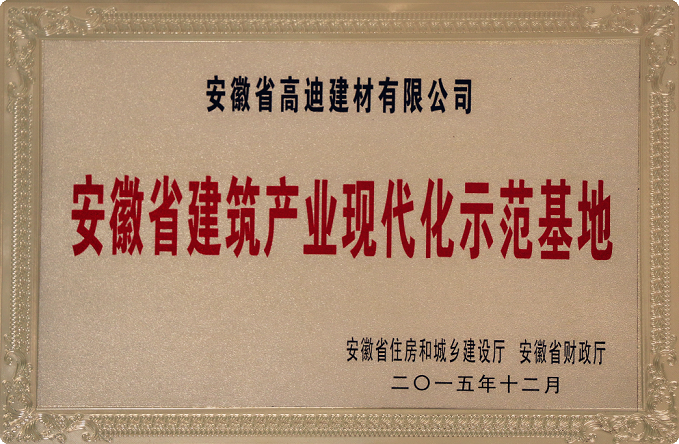 安徽省高迪建材有限公司
安徽省建筑产业现代化示范基地
安徽省住房和城乡建设厅 安徽省财政厅
二〇一五年十二月